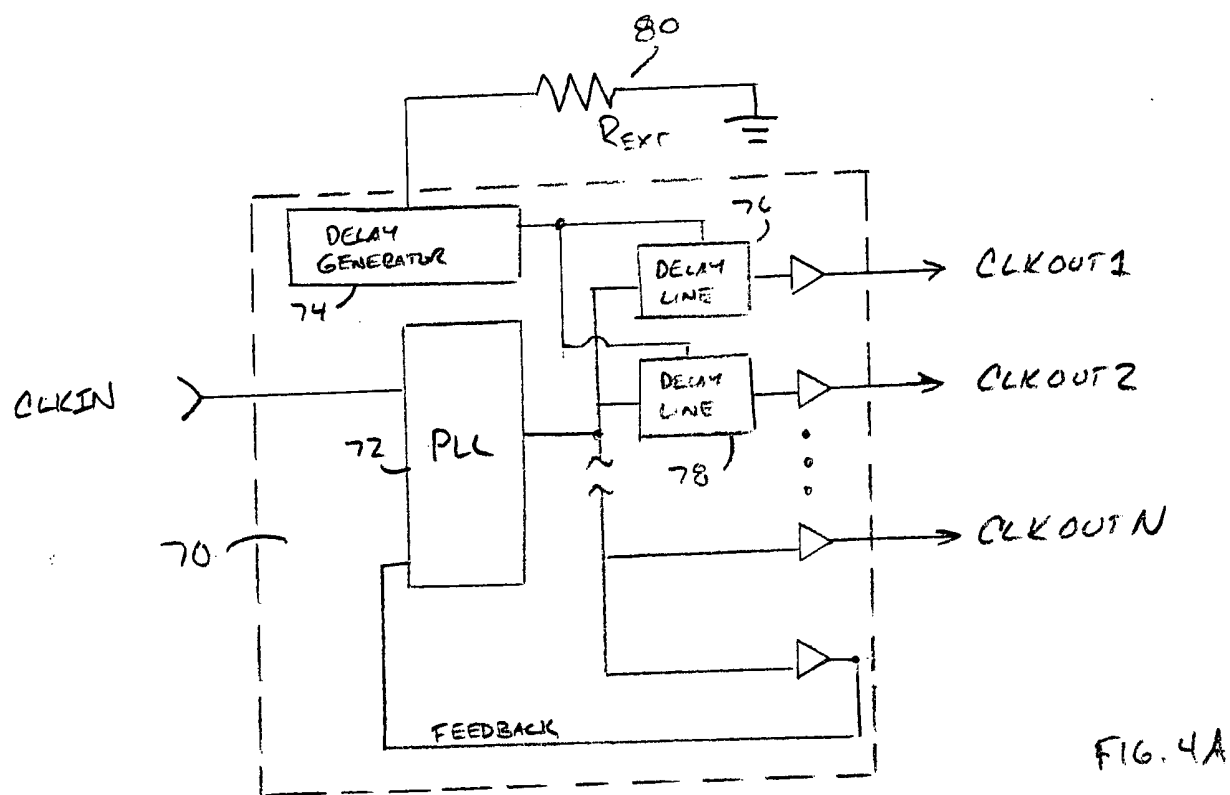 80
REXT
DELAY
GENERATOR
74
76
DELAY
LINE
CLKOUT1
CLKIN
72
PLL
DELAY
LINE
78
CLKOUT2
70
CLKOUTN
FEEDBACK
FIG. 4A